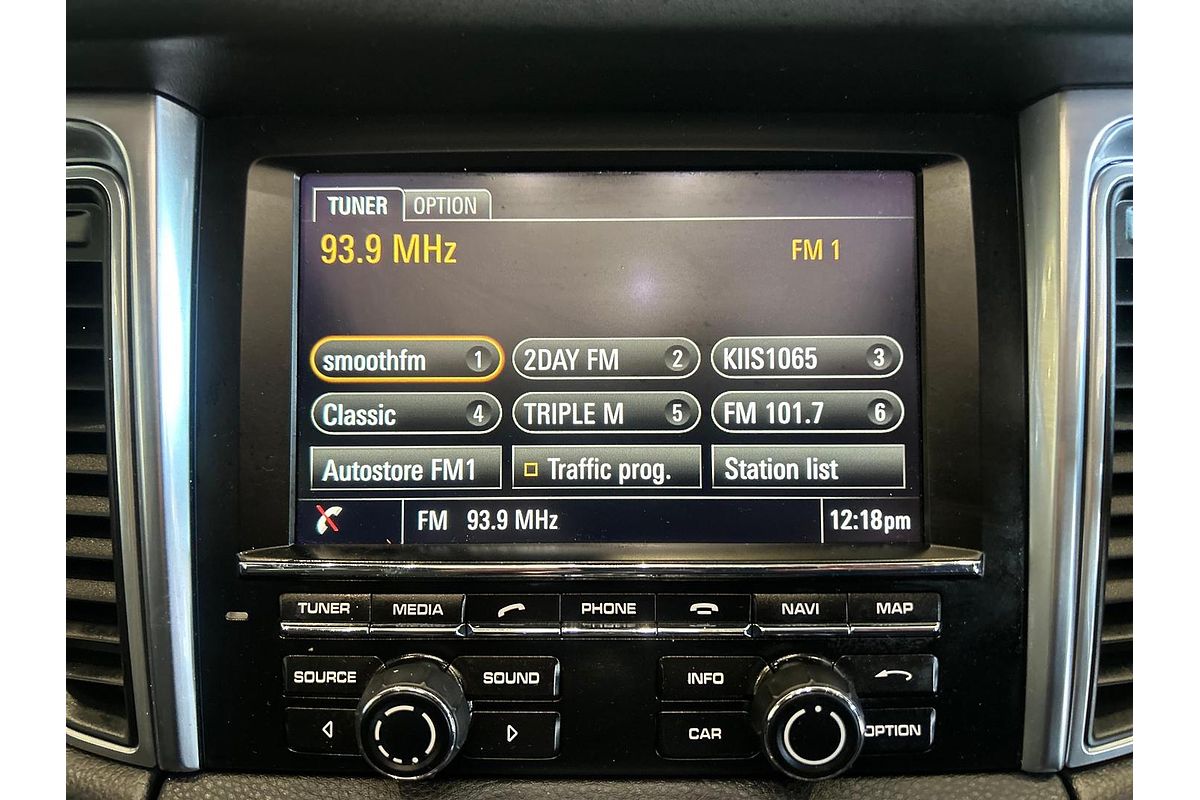 TUNER OPTION
93.9 MHz FM 1
smoothfm 1 2DAY FM 2 KIIS1065 3
Classic 4 TRIPLE M 5 FM 101.7 6
Autostore FM1 Traffic prog. Station list
FM 93.9 MHz 12:18pm
TUNER MEDIA PHONE NAVI MAP
SOURCE SOUND INFO
CAR OPTION